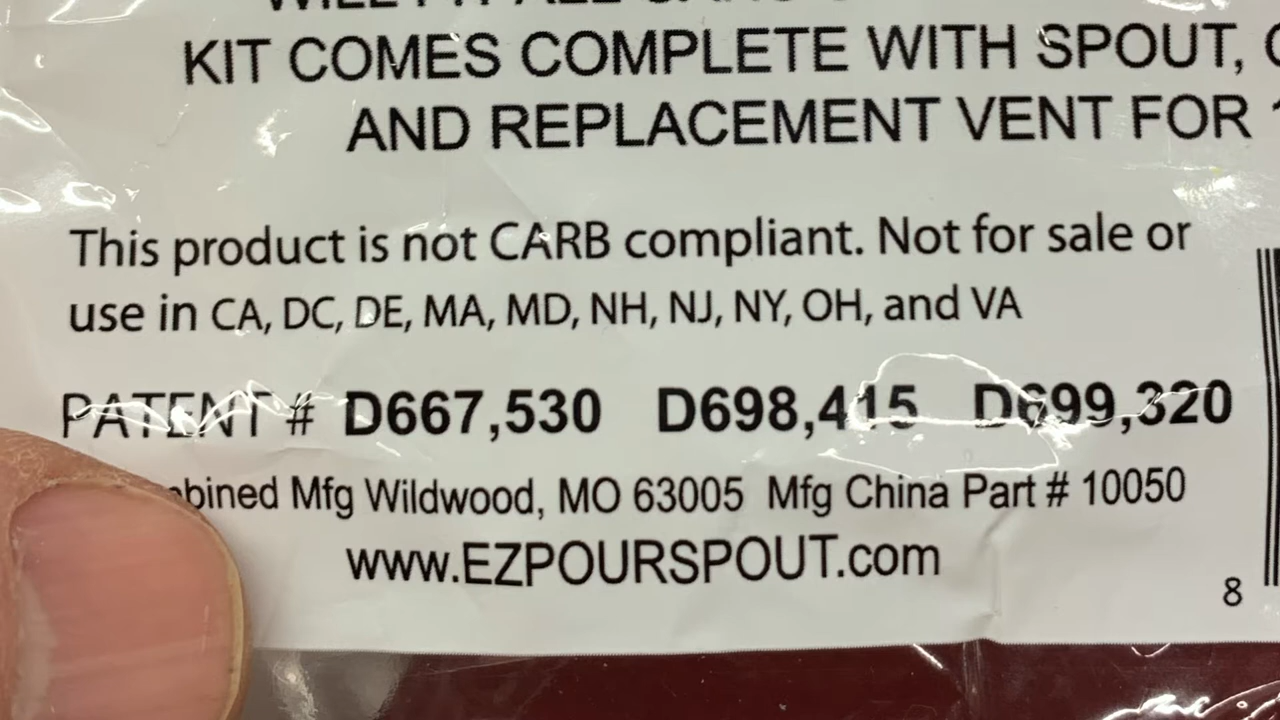 KIT COMES COMPLETE WITH SPOUT,
AND REPLACEMENT VENT FOR
This product is not CARB compliant. Not for sale or
use in CA, DC, DE, MA, MD, NH, NJ, NY, OH, and VA
PATENT # D667,530 D698,415 D699,320
Mfg Wildwood, MO 63005 Mfg China Part # 10050
www.EZPOURSPOUT.com
8